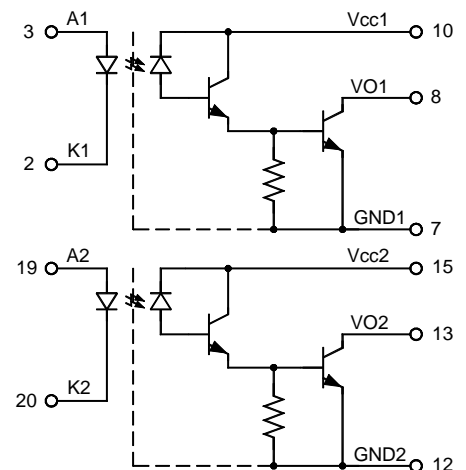 3 A1 Vcc1 10
VO1 8
2 K1
GND1 7
19 A2 Vcc2 15
VO2 13
20 K2
GND2 12